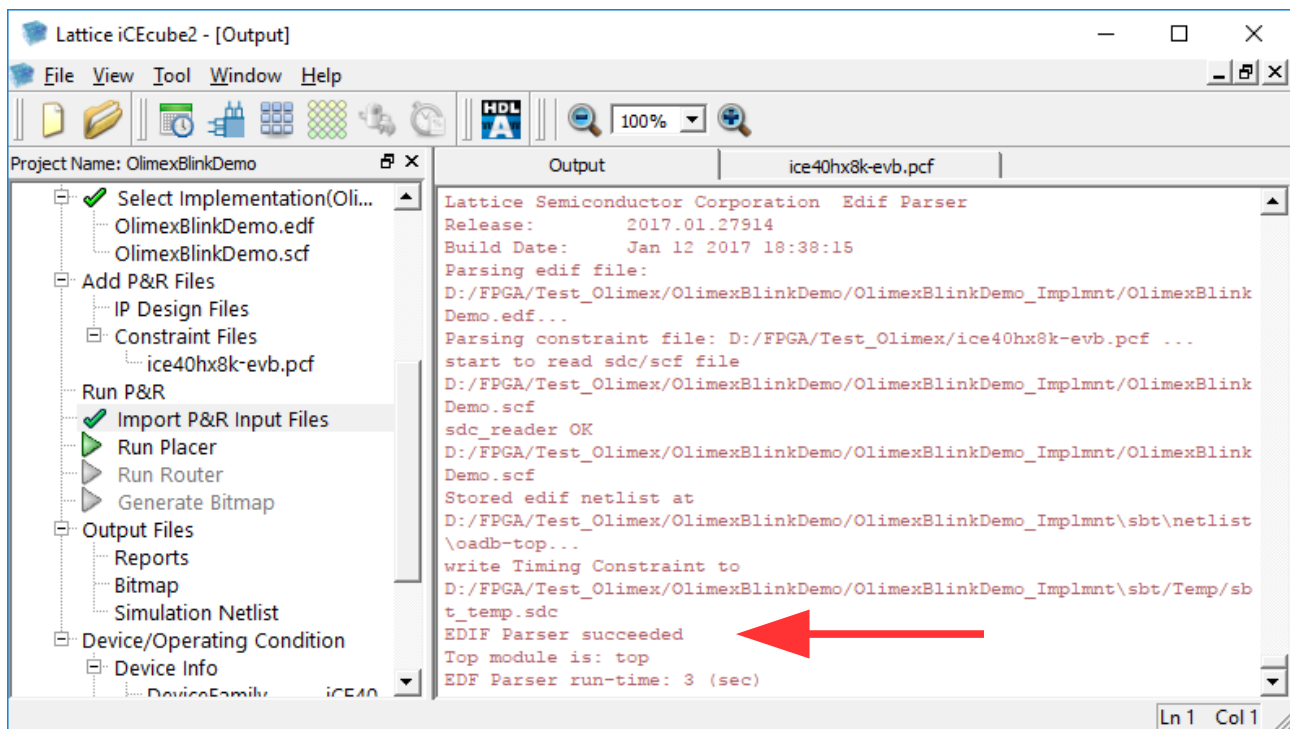 Lattice iCEcube2 - [Output]
File View Tool Window Help
HDL
A
100%
Project Name: OlimexBlinkDemo
Select Implementation(Oli...
OlimexBlinkDemo.edf
OlimexBlinkDemo.scf
Add P&R Files
IP Design Files
Constraint Files
ice40hx8k-evb.pcf
Run P&R
Import P&R Input Files
Run Placer
Run Router
Generate Bitmap
Output Files
Reports
Bitmap
Simulation Netlist
Device/Operating Condition
Device Info
DeviceFamily iCE40
Output
ice40hx8k-evb.pcf
Lattice Semiconductor Corporation  Edif Parser
Release:        2017.01.27914
Build Date:     Jan 12 2017 18:38:15
Parsing edif file:
D:/FPGA/Test_Olimex/OlimexBlinkDemo/OlimexBlinkDemo_Implmnt/OlimexBlink
Demo.edf...
Parsing constraint file: D:/FPGA/Test_Olimex/ice40hx8k-evb.pcf ...
start to read sdc/scf file
D:/FPGA/Test_Olimex/OlimexBlinkDemo/OlimexBlinkDemo_Implmnt/OlimexBlink
Demo.scf
sdc_reader OK
D:/FPGA/Test_Olimex/OlimexBlinkDemo/OlimexBlinkDemo_Implmnt/OlimexBlink
Demo.scf
Stored edif netlist at
D:/FPGA/Test_Olimex/OlimexBlinkDemo/OlimexBlinkDemo_Implmnt\sbt\netlist
\oadb-top...
write Timing Constraint to
D:/FPGA/Test_Olimex/OlimexBlinkDemo/OlimexBlinkDemo_Implmnt\sbt/Temp/sb
t_temp.sdc
EDIF Parser succeeded
Top module is: top
EDF Parser run-time: 3 (sec)
Ln 1 Col 1